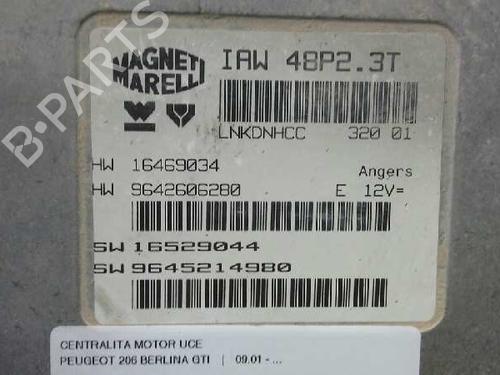 MAGNETI MARELLI
IAW 48P2.3T
LNKDNHCC 320 01
HW 16469034 Angers
HW 9642606280 E 12V=
SW 16529044
SW 9645214980
CENTRALITA MOTOR UCE
PEUGEOT 206 BERLINA GTI | 09.01 - ...
B-PARTS